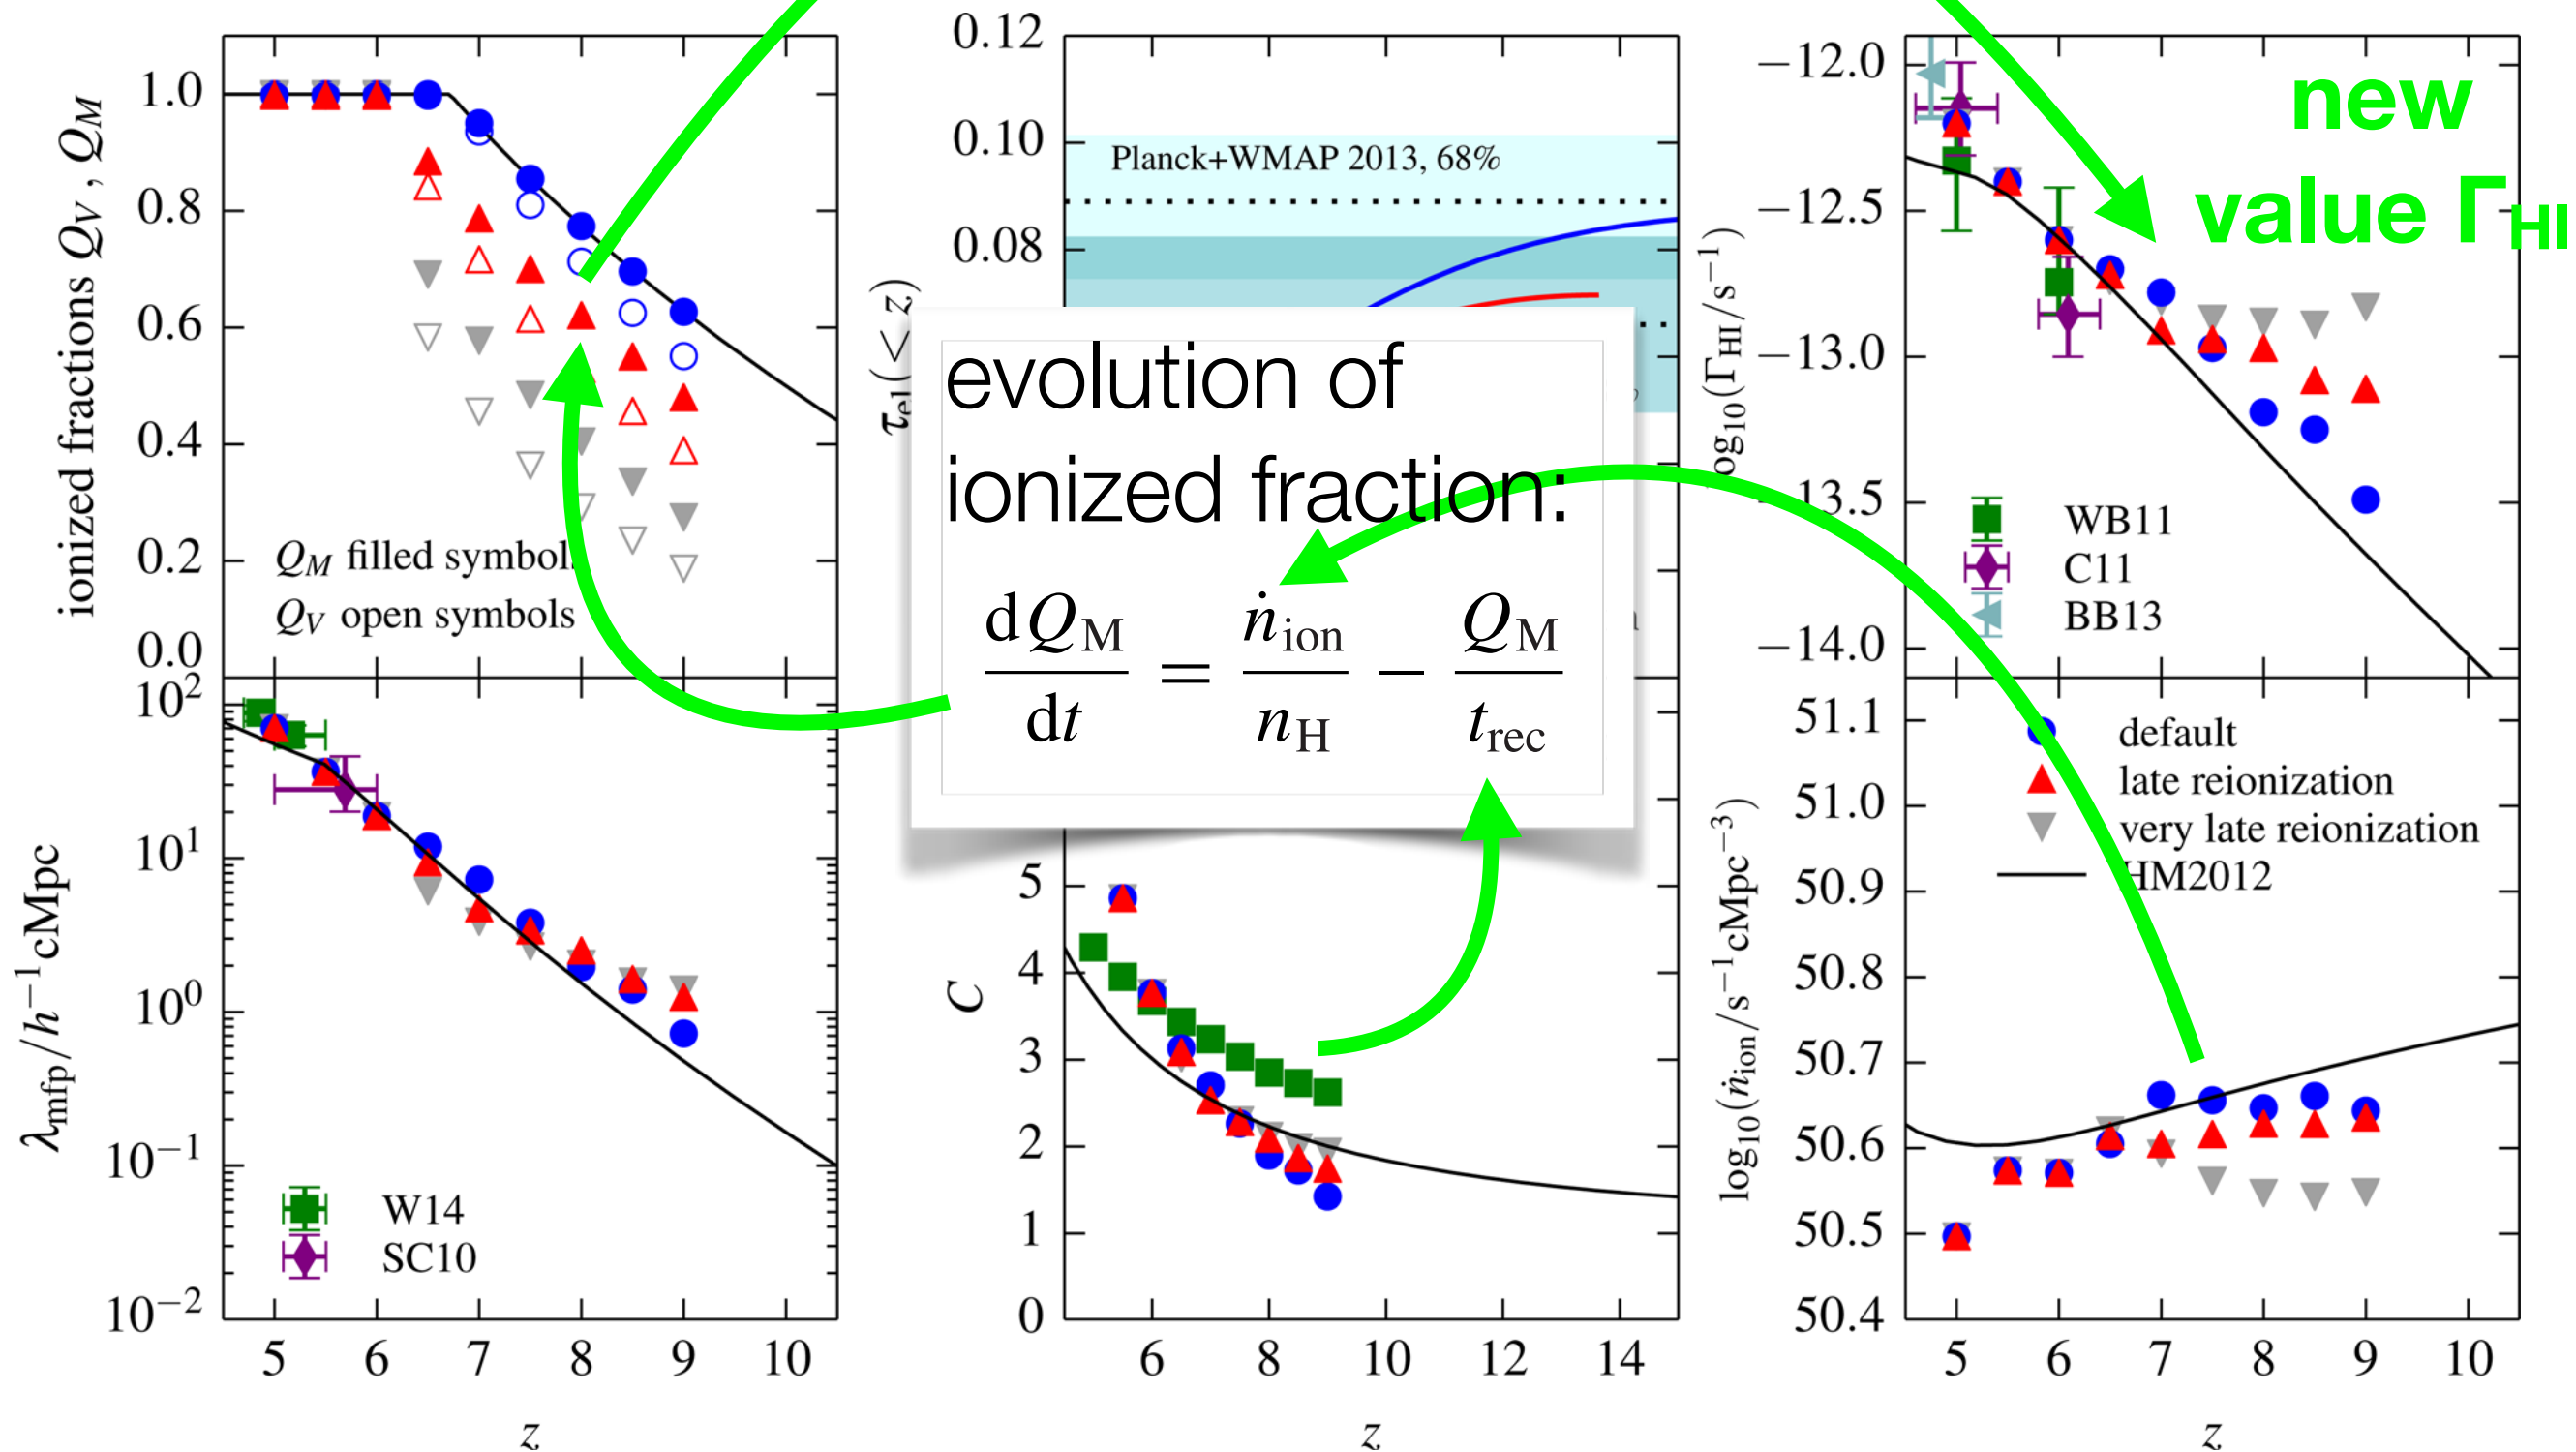 1.0
0.8
0.6
0.4
0.2
0.0
ionized fractions Q_V , Q_M
Q_M filled symbol
Q_V open symbols
0.12
0.10
0.08
τ_el(< z)
Planck+WMAP 2013, 68%
−12.0
−12.5
−13.0
−14.0
log10(Γ_HI/s^−1)
new
value Γ_HI
WB11
C11
BB13
evolution of
ionized fraction:
dQ_M/dt = ṅ_ion/n_H − Q_M/t_rec
10^2
10^1
10^0
10^−1
10^−2
λ_mfp/h^−1cMpc
W14
SC10
5 6 7 8 9 10
z
5
4
3
2
1
0
C
6 8 10 12 14
z
51.1
51.0
50.9
50.8
50.7
50.6
50.5
50.4
log10(ṅ_ion/s^−1cMpc^−3)
default
late reionization
very late reionization
HM2012
5 6 7 8 9 10
z